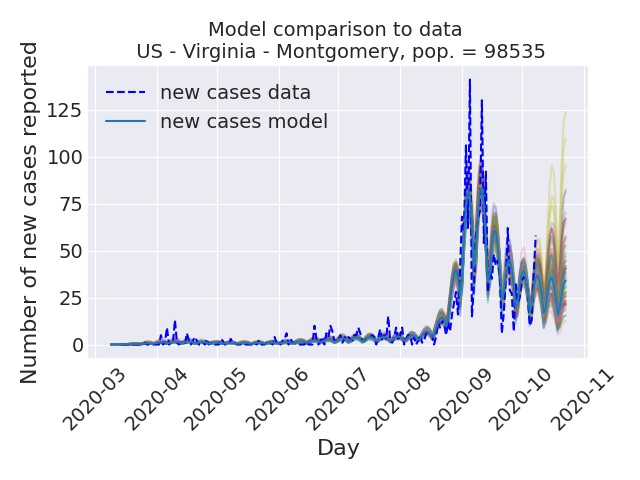 Model comparison to data
US - Virginia - Montgomery, pop. = 98535
new cases data
new cases model
Number of new cases reported
125
100
75
50
25
0
2020-03
2020-04
2020-05
2020-06
2020-07
2020-08
2020-09
2020-10
2020-11
Day